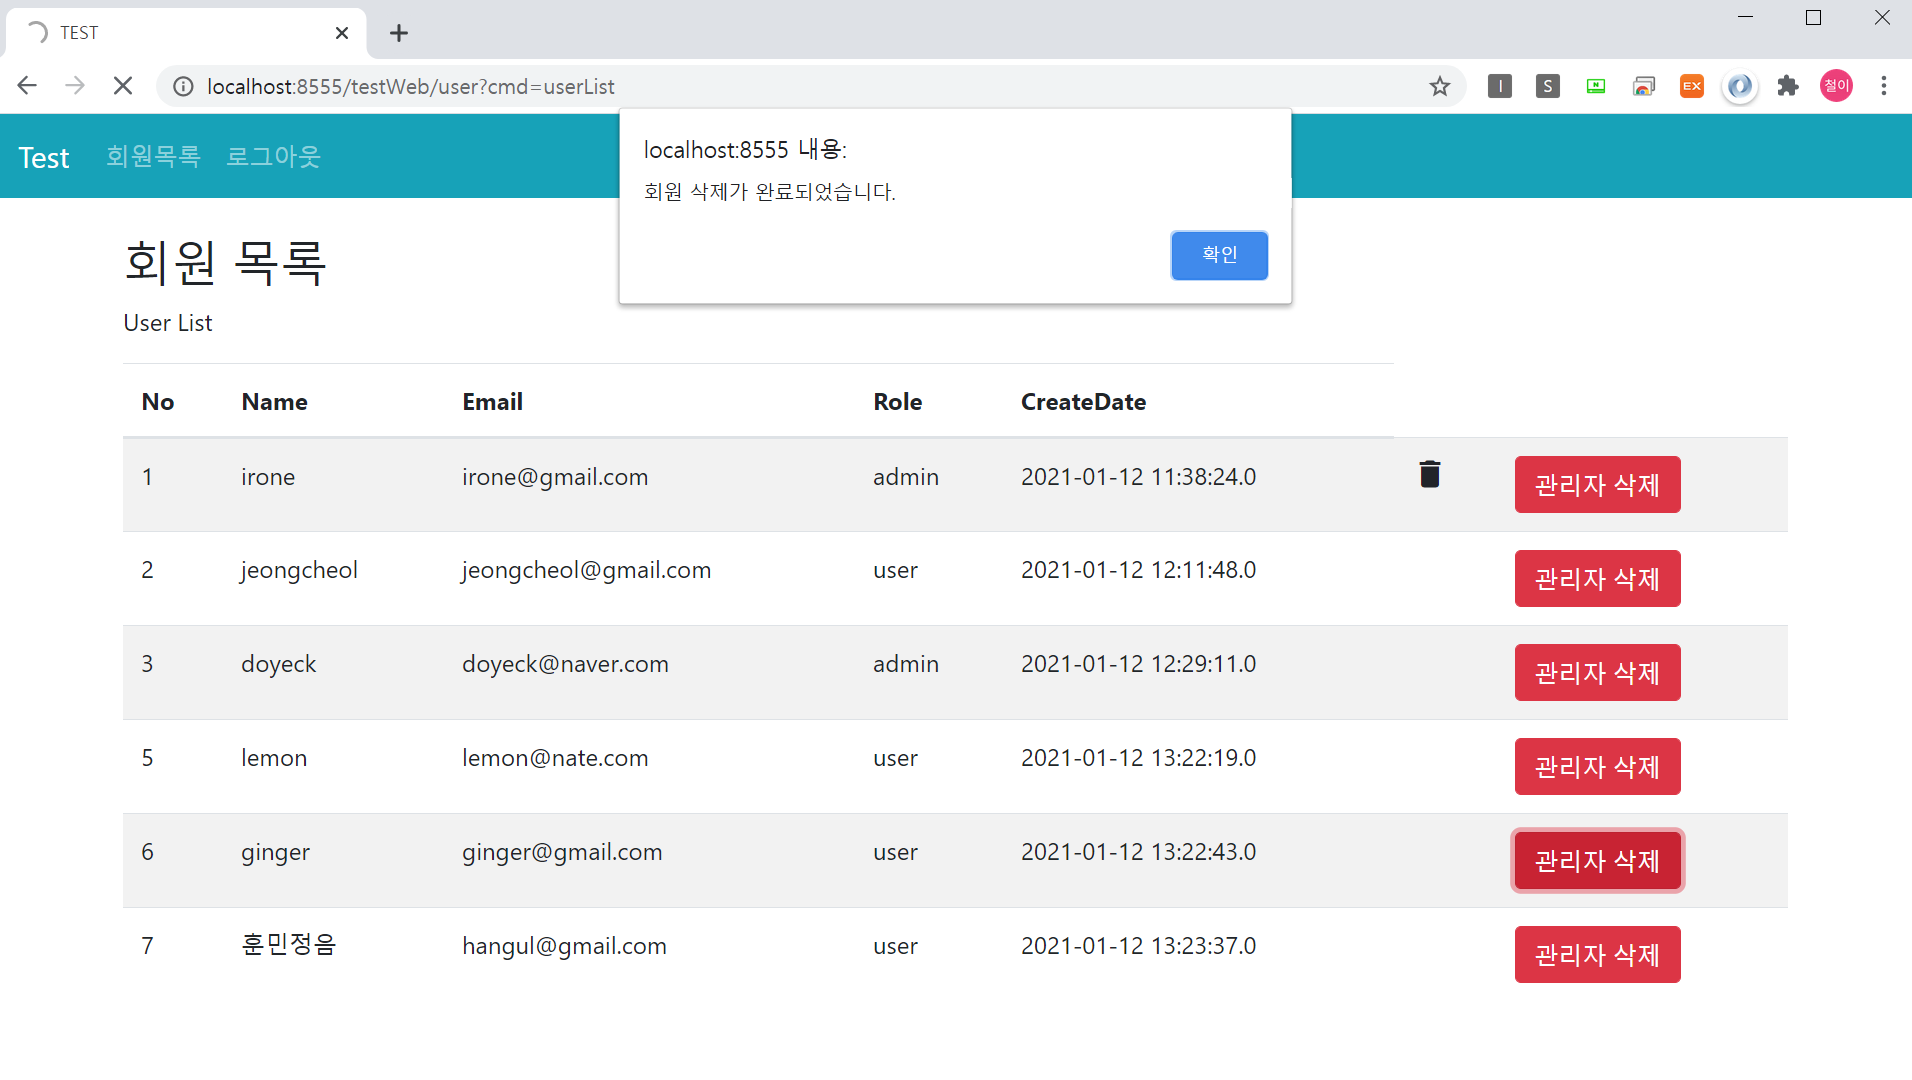 TEST
localhost:8555/testWeb/user?cmd=userList
I
S
N
EX
철이
Test 회원목록 로그아웃
localhost:8555 내용:
회원 삭제가 완료되었습니다.
확인
회원 목록
User List
No Name Email Role CreateDate
1 irone irone@gmail.com admin 2021-01-12 11:38:24.0 관리자 삭제
2 jeongcheol jeongcheol@gmail.com user 2021-01-12 12:11:48.0 관리자 삭제
3 doyeck doyeck@naver.com admin 2021-01-12 12:29:11.0 관리자 삭제
5 lemon lemon@nate.com user 2021-01-12 13:22:19.0 관리자 삭제
6 ginger ginger@gmail.com user 2021-01-12 13:22:43.0 관리자 삭제
7 훈민정음 hangul@gmail.com user 2021-01-12 13:23:37.0 관리자 삭제